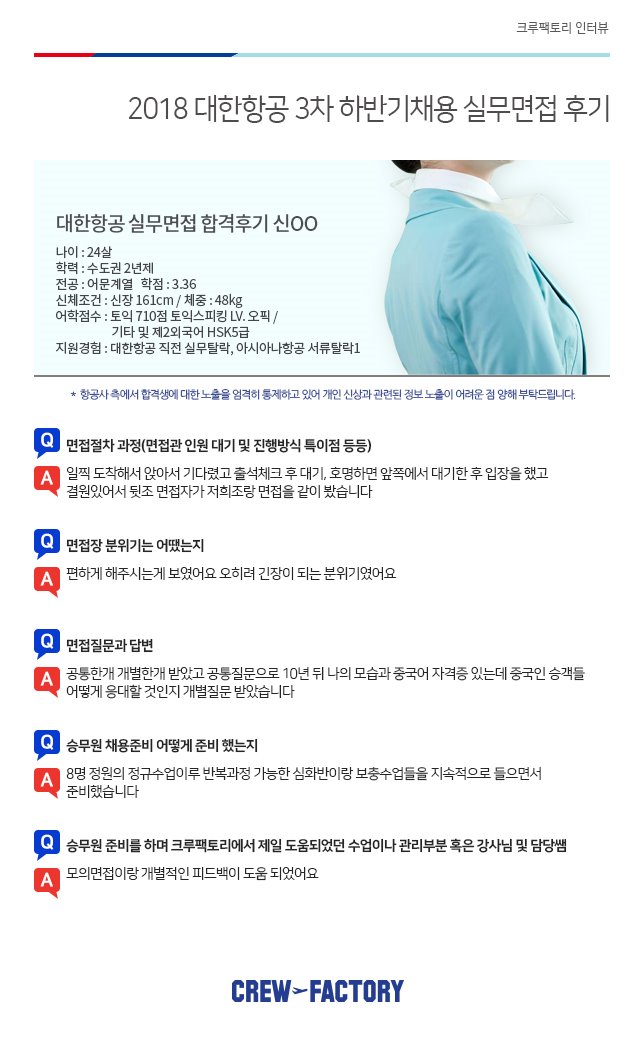 크루팩토리 인터뷰
2018 대한항공 3차 하반기채용 실무면접 후기
대한항공 실무면접 합격후기 신OO
나이 : 24살
학력 : 수도권 2년제
전공 : 어문계열 학점 : 3.36
신체조건 : 신장 161cm / 체중 : 48kg
어학점수 : 토익 710점 토익스피킹 LV. 오픽 /
기타 및 제2외국어 HSK5급
지원경험 : 대한항공 직전 실무탈락, 아시아나항공 서류탈락1
* 항공사 측에서 합격생에 대한 노출을 엄격히 통제하고 있어 개인 신상과 관련된 정보 노출이 어려운 점 양해 부탁드립니다.
Q 면접절차 과정(면접관 인원 대기 및 진행방식 특이점 등등)
A 일찍 도착해서 앉아서 기다렸고 출석체크 후 대기, 호명하면 앞쪽에서 대기한 후 입장을 했고
결원있어서 뒷조 면접자가 저희조랑 면접을 같이 봤습니다
Q 면접장 분위기는 어땠는지
A 편하게 해주시는게 보였어요 오히려 긴장이 되는 분위기였어요
Q 면접질문과 답변
A 공통한개 개별한개 받았고 공통질문으로 10년 뒤 나의 모습과 중국어 자격증 있는데 중국인 승객들
어떻게 응대할 것인지 개별질문 받았습니다
Q 승무원 채용준비 어떻게 준비 했는지
A 8명 정원의 정규수업이루 반복과정 가능한 심화반이랑 보충수업들을 지속적으로 들으면서
준비했습니다
Q 승무원 준비를 하며 크루팩토리에서 제일 도움되었던 수업이나 관리부분 혹은 강사님 및 담당쌤
A 모의면접이랑 개별적인 피드백이 도움 되었어요
CREW FACTORY